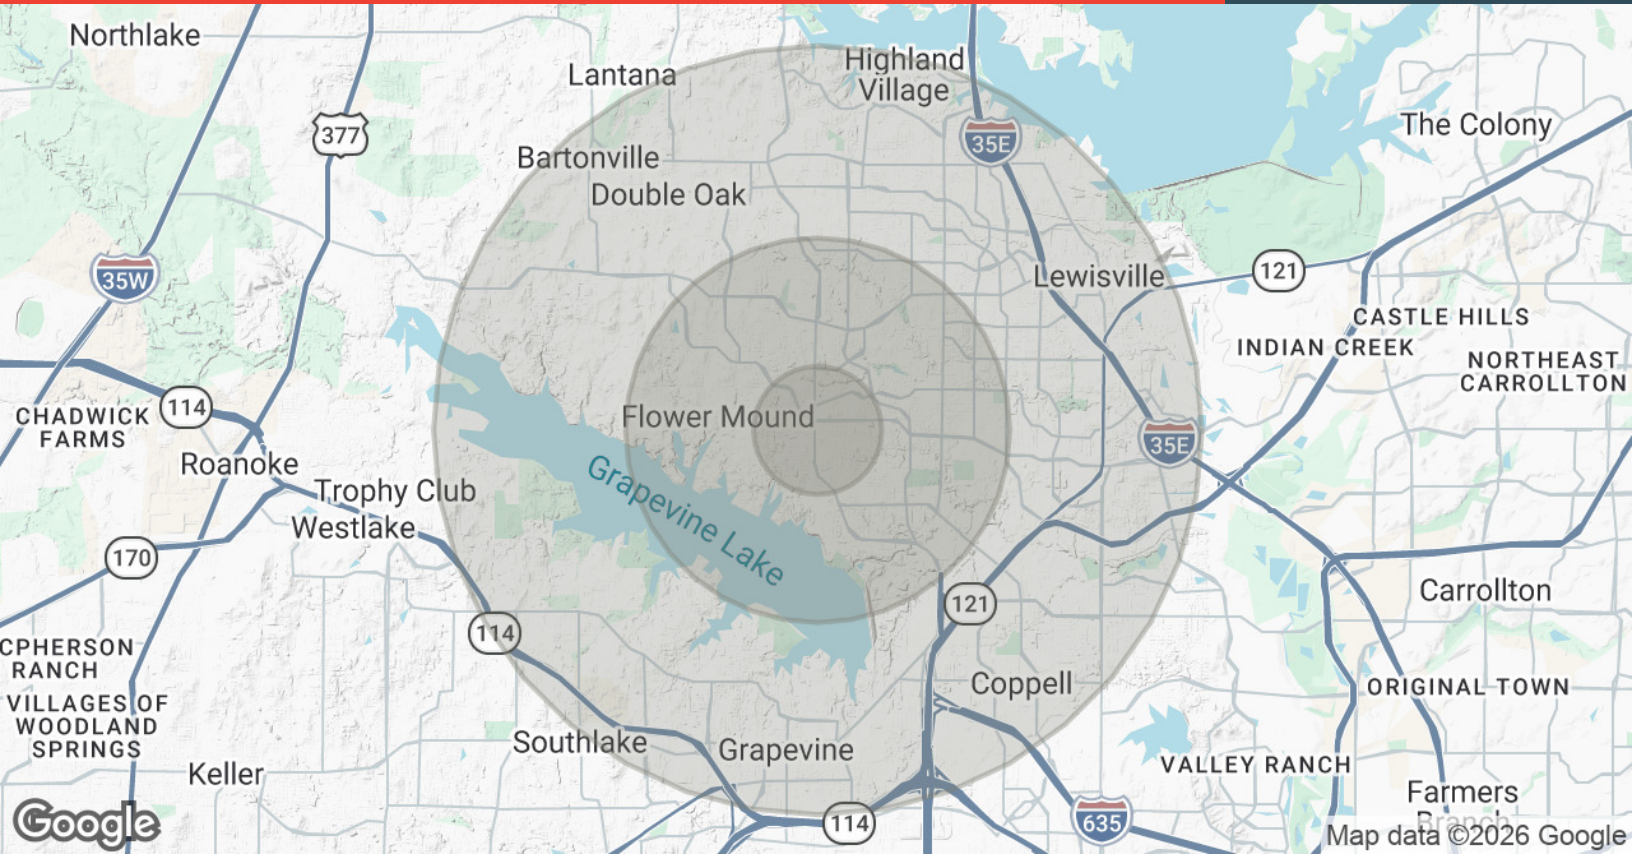 Northlake
Lantana
Highland
Village
377
35E
The Colony
Bartonville
Double Oak
35W
Lewisville
121
CASTLE HILLS
INDIAN CREEK
NORTHEAST
CARROLLTON
114
CHADWICK
FARMS
Flower Mound
35E
Roanoke
Trophy Club
Westlake
Grapevine Lake
170
121
Carrollton
114
CPHERSON
RANCH
Coppell
ORIGINAL TOWN
VILLAGES OF
WOODLAND
SPRINGS
Southlake
Grapevine
Keller
VALLEY RANCH
Farmers
Branch
Google
114
635
Map data ©2026 Google